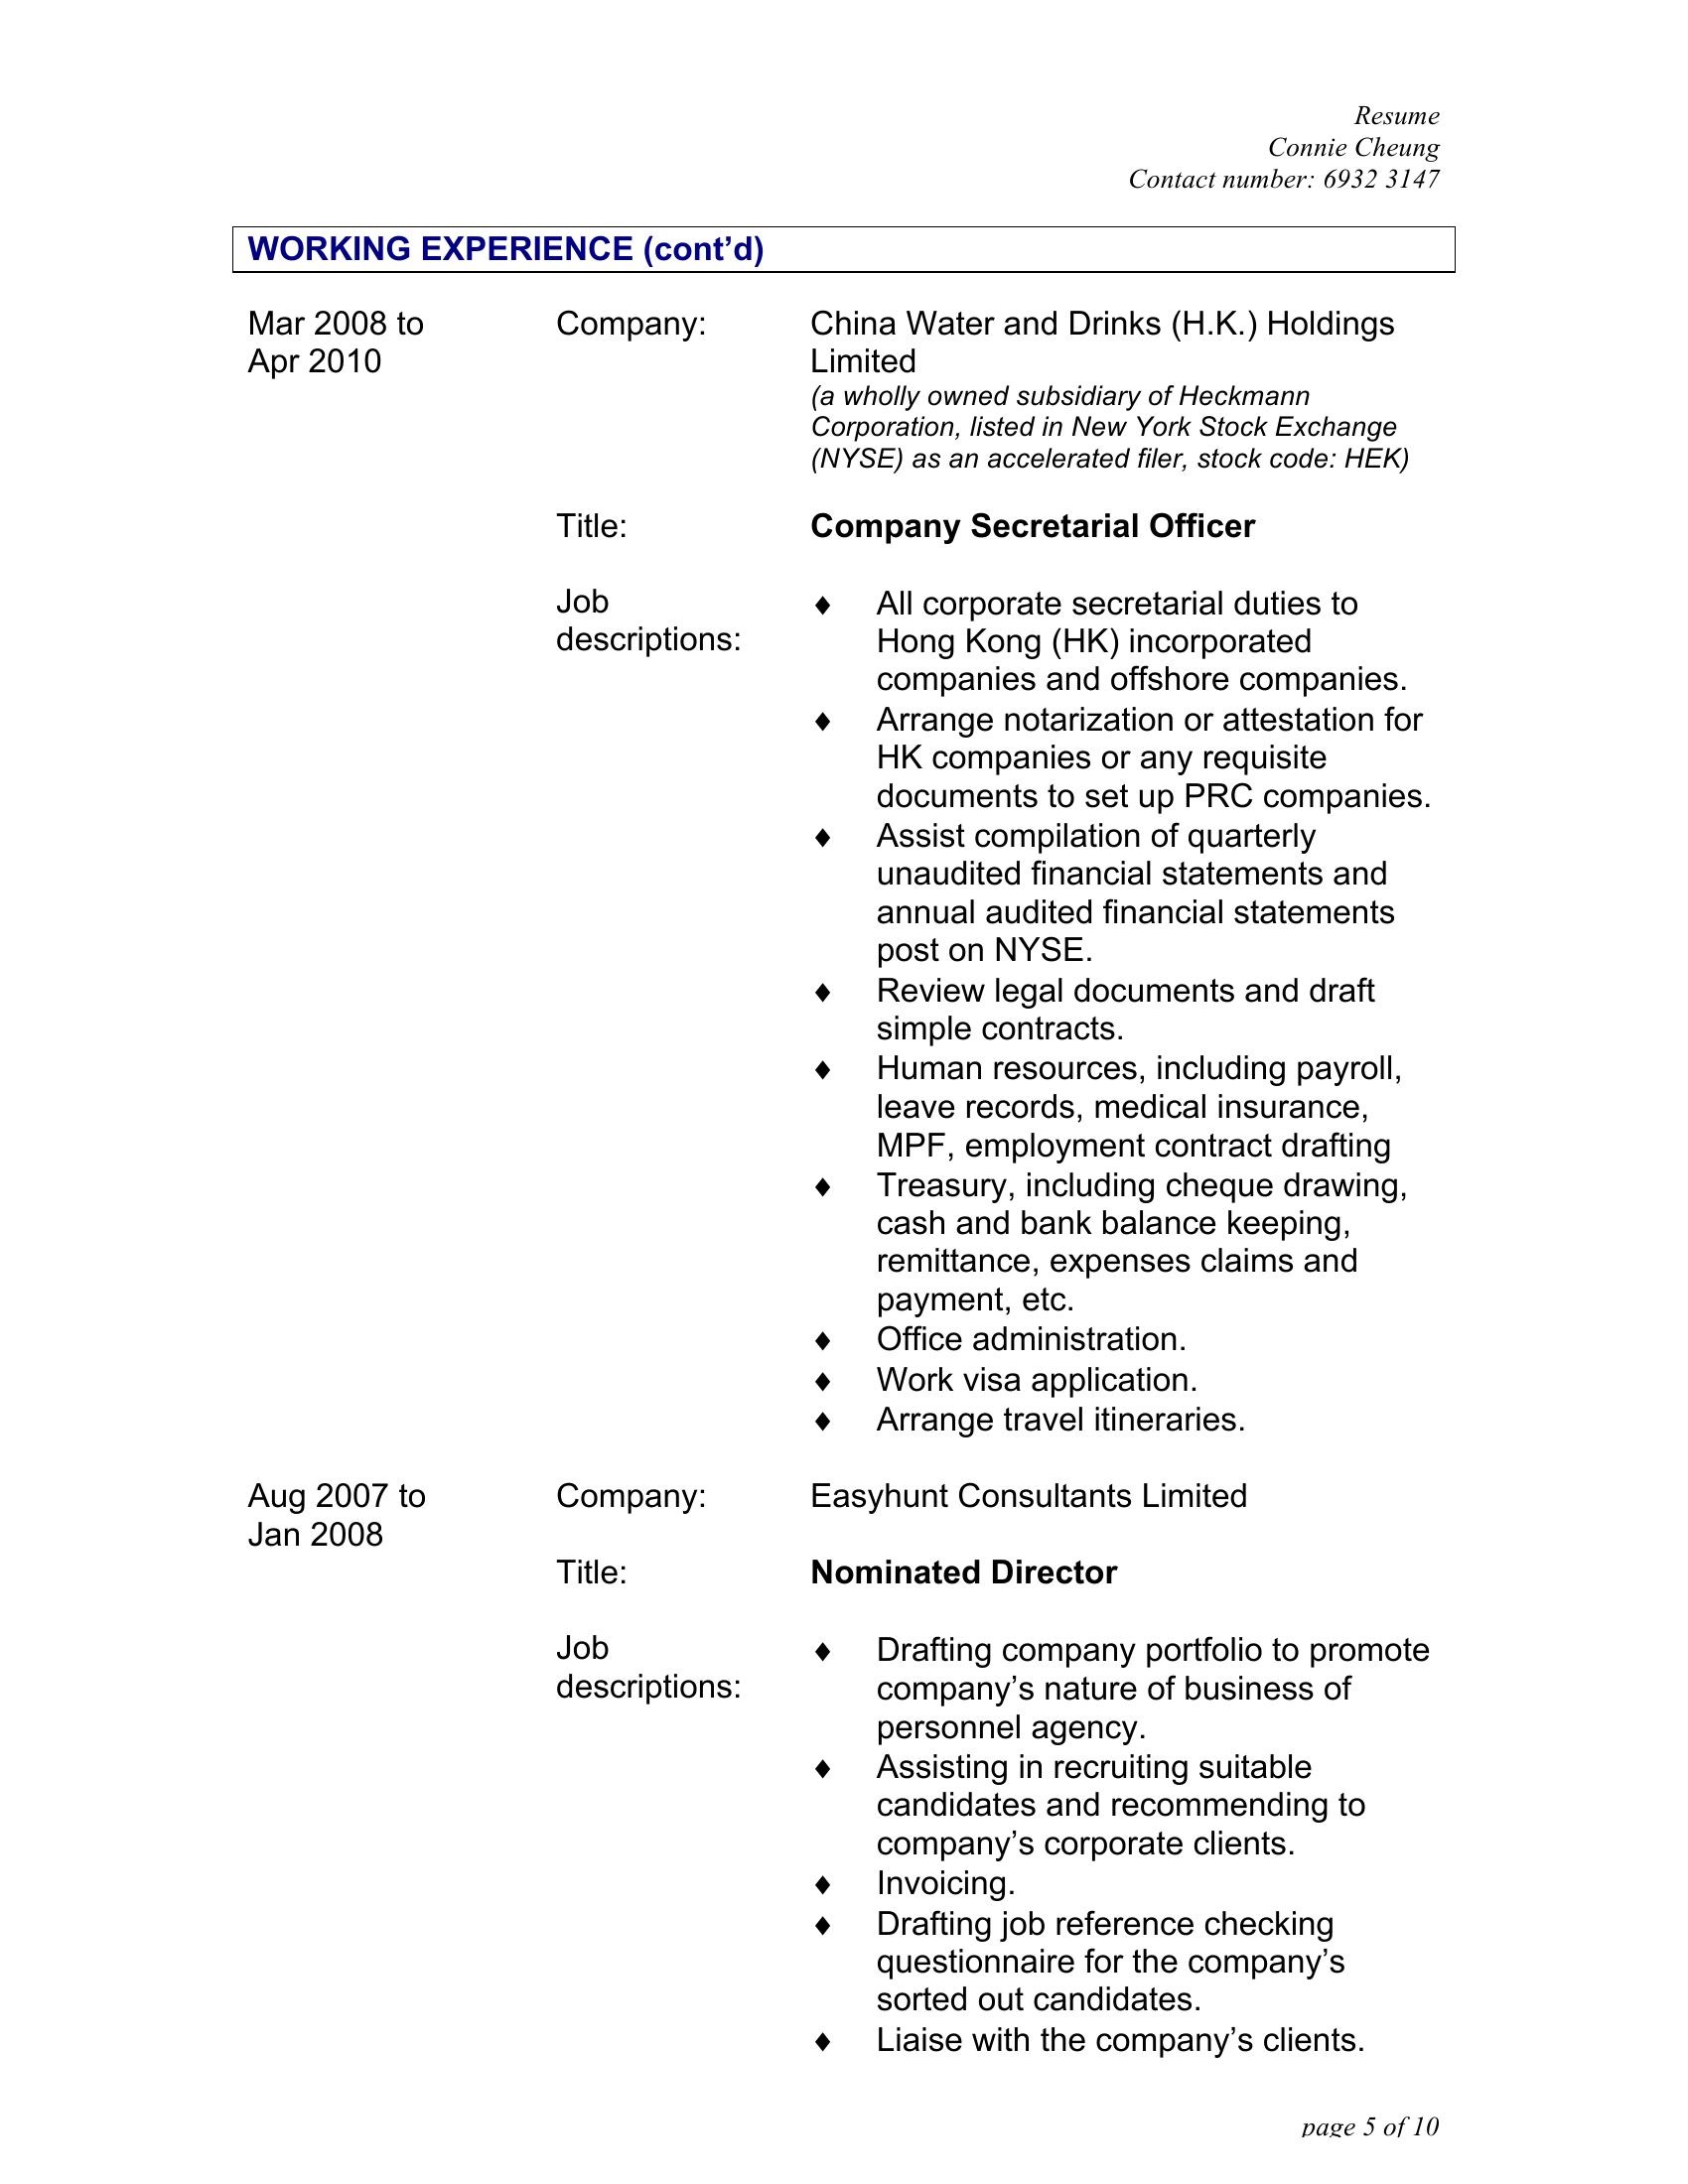 Resume
Connie Cheung
Contact number: 6932 3147
WORKING EXPERIENCE (cont’d)
Mar 2008 to Company: China Water and Drinks (H.K.) Holdings
Apr 2010 Limited
(a wholly owned subsidiary of Heckmann
Corporation, listed in New York Stock Exchange
(NYSE) as an accelerated filer, stock code: HEK)
Title: Company Secretarial Officer
Job ♦ All corporate secretarial duties to
descriptions: Hong Kong (HK) incorporated
companies and offshore companies.
♦ Arrange notarization or attestation for
HK companies or any requisite
documents to set up PRC companies.
♦ Assist compilation of quarterly
unaudited financial statements and
annual audited financial statements
post on NYSE.
♦ Review legal documents and draft
simple contracts.
♦ Human resources, including payroll,
leave records, medical insurance,
MPF, employment contract drafting
♦ Treasury, including cheque drawing,
cash and bank balance keeping,
remittance, expenses claims and
payment, etc.
♦ Office administration.
♦ Work visa application.
♦ Arrange travel itineraries.
Aug 2007 to Company: Easyhunt Consultants Limited
Jan 2008
Title: Nominated Director
Job ♦ Drafting company portfolio to promote
descriptions: company’s nature of business of
personnel agency.
♦ Assisting in recruiting suitable
candidates and recommending to
company’s corporate clients.
♦ Invoicing.
♦ Drafting job reference checking
questionnaire for the company’s
sorted out candidates.
♦ Liaise with the company’s clients.
page 5 of 10